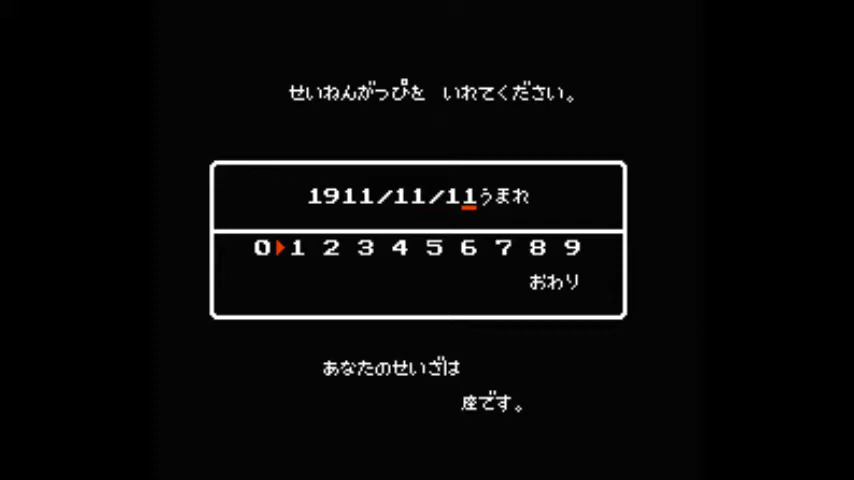 せいねんがっぴを いれてください。
1911/11/11うまれ
0 1 2 3 4 5 6 7 8 9
おわり
あなたのせいざは
座です。